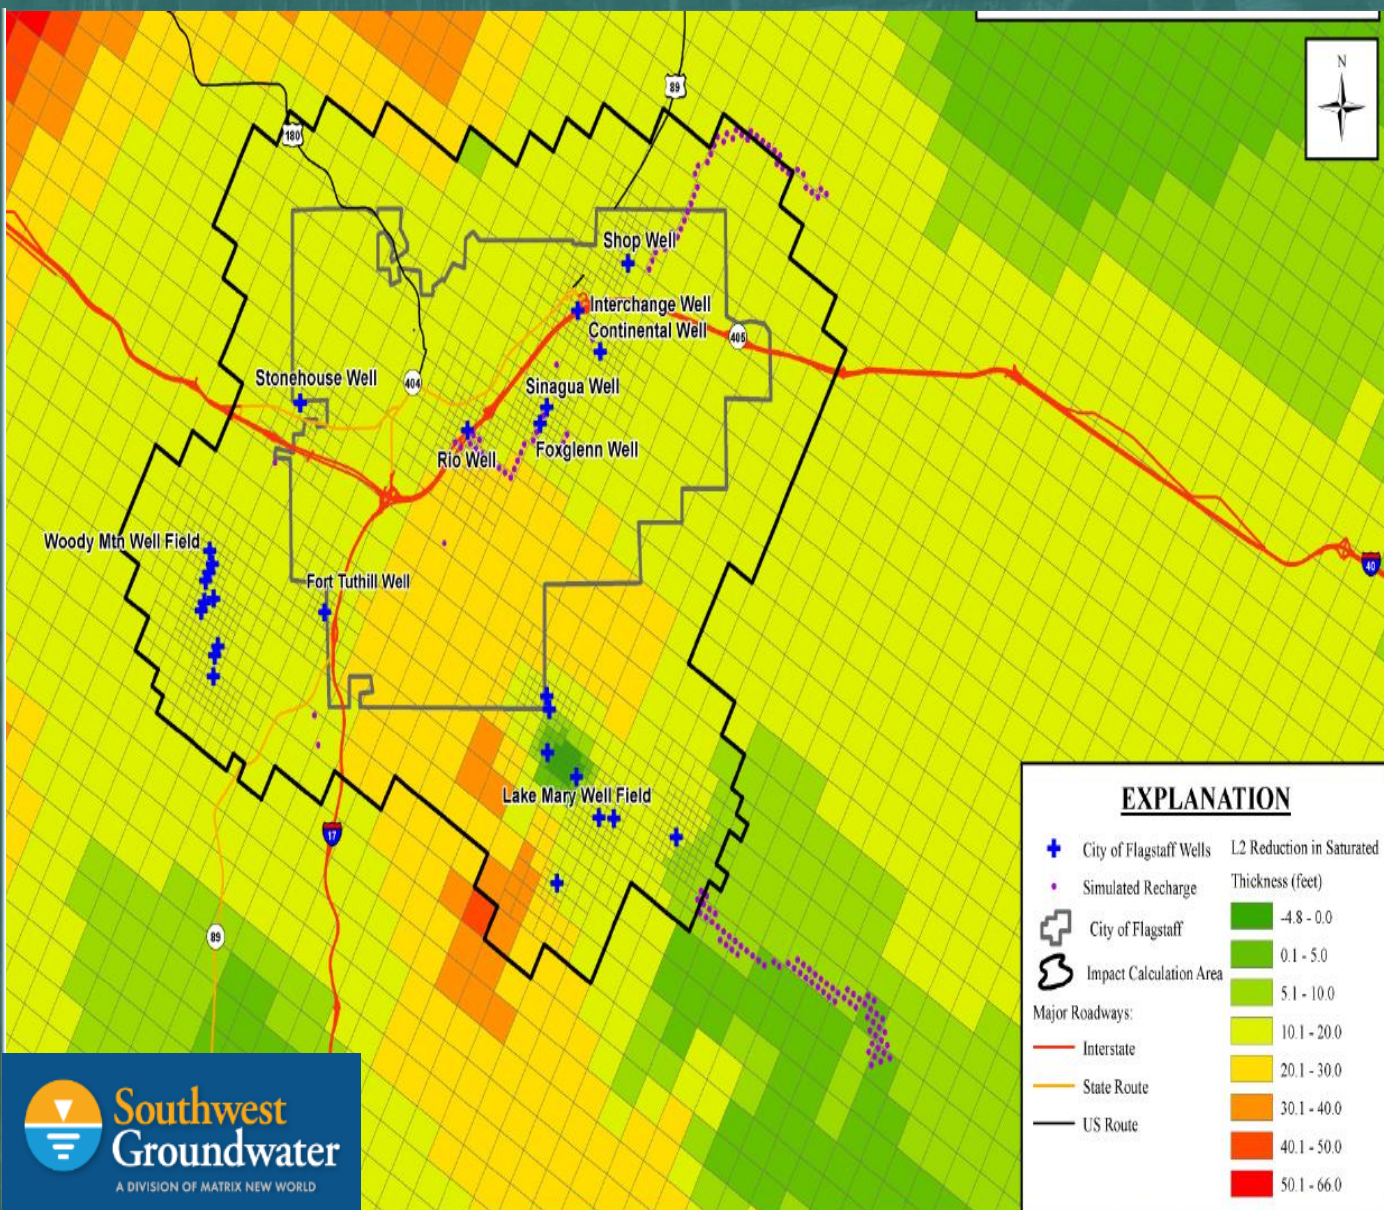 N
89
180
Shop Well
Interchange Well
Continental Well
405
Stonehouse Well
404
Sinagua Well
Rio Well
Foxglenn Well
Woody Mtn Well Field
Fort Tuthill Well
40
Lake Mary Well Field
17
89
EXPLANATION
City of Flagstaff Wells
Simulated Recharge
City of Flagstaff
Impact Calculation Area
Major Roadways:
Interstate
State Route
US Route
L2 Reduction in Saturated
Thickness (feet)
-4.8 - 0.0
0.1 - 5.0
5.1 - 10.0
10.1 - 20.0
20.1 - 30.0
30.1 - 40.0
40.1 - 50.0
50.1 - 66.0
Southwest
Groundwater
A DIVISION OF MATRIX NEW WORLD